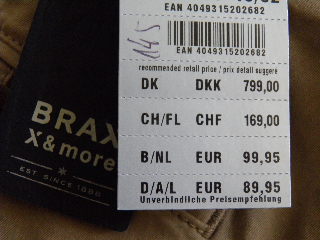 EAN 4049315202682
145
EAN 4049315202682
recommended retail price / prix detail suggere
DK DKK 799,00
CH/FL CHF 169,00
B/NL EUR 99,95
D/A/L EUR 89,95
Unverbindliche Preisempfehlung
BRAX
X&more
EST. SINCE 1888